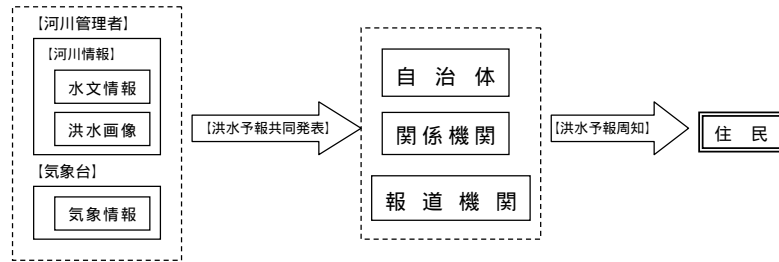 【河川管理者】
【河川情報】
水文情報
洪水画像
【気象台】
気象情報
【洪水予報共同発表】
自治体
関係機関
報道機関
【洪水予報周知】
住民